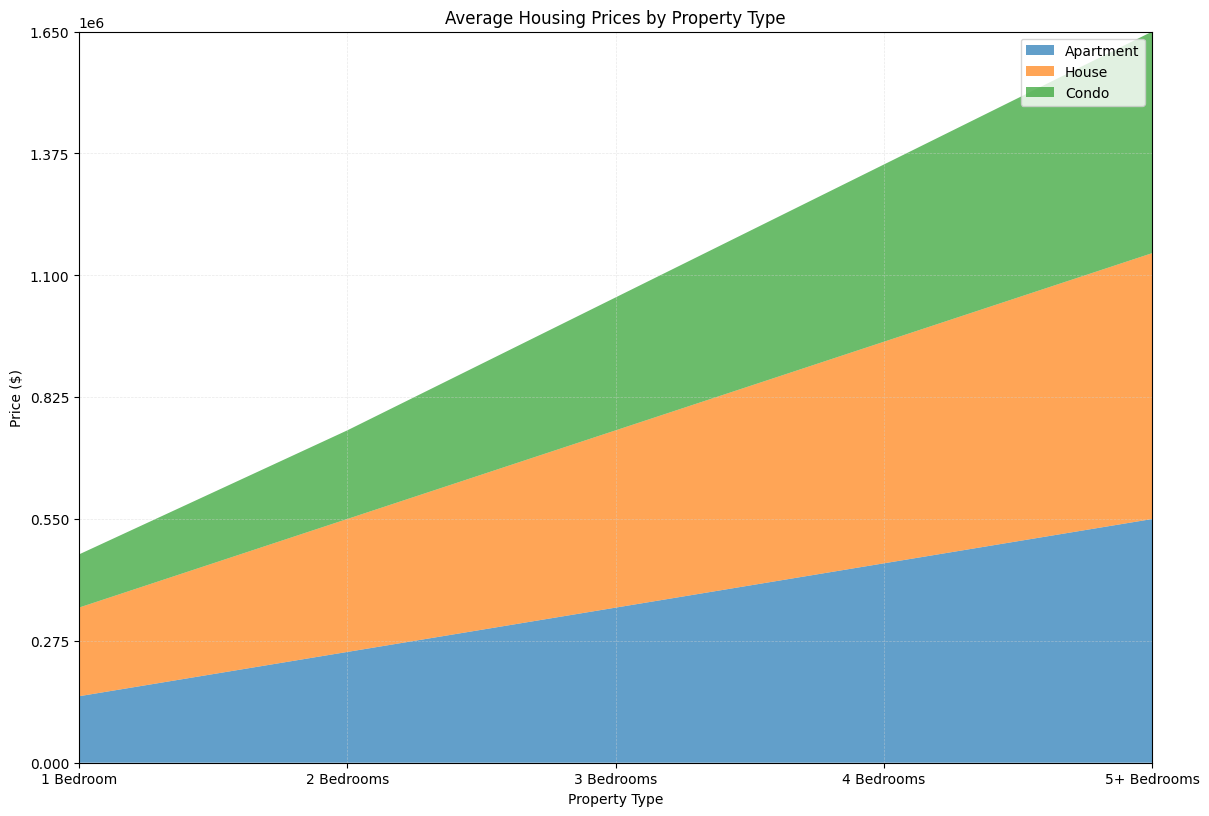 Average Housing Prices by Property Type
1e6
1.650
1.375
1.100
0.825
0.550
0.275
0.000
Price ($)
Apartment
House
Condo
1 Bedroom
2 Bedrooms
3 Bedrooms
4 Bedrooms
5+ Bedrooms
Property Type